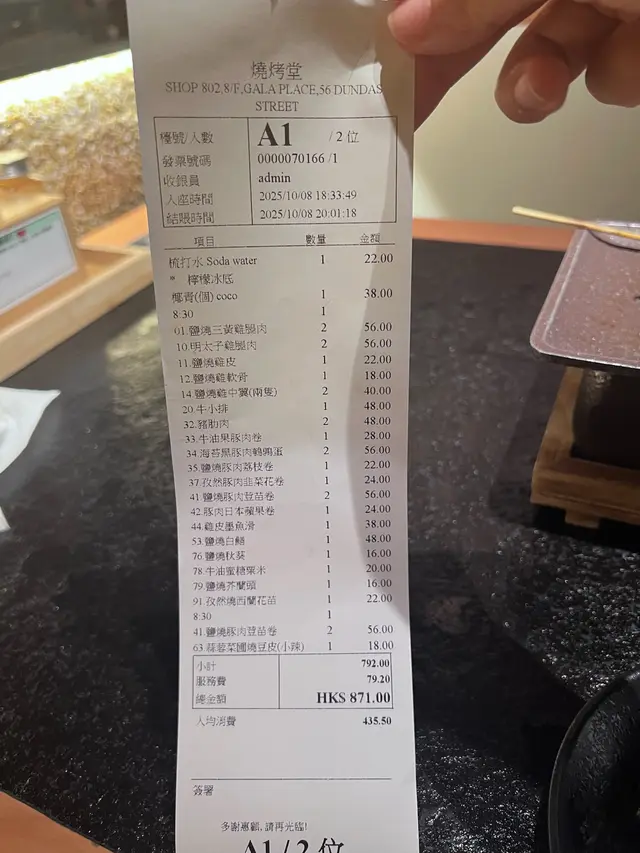 燒烤堂
SHOP 802,8/F,GALA PLACE,56 DUNDAS
STREET
檯號/人數 A1 /2 位
發票號碼 0000070166 /1
收銀員 admin
入座時間 2025/10/08 18:33:49
結賬時間 2025/10/08 20:01:18
項目 數量 金額
梳打水 Soda water 1 22.00
* 檸檬冰底
椰青(個) coco 1 38.00
8:30 1
01.鹽燒三黃雞腿肉 2 56.00
10.明太子雞腿肉 2 56.00
11.鹽燒雞皮 1 22.00
12.鹽燒雞軟骨 1 18.00
14.鹽燒雞中翼(兩隻) 2 40.00
20.牛小排 1 48.00
32.豬肋肉 2 48.00
33.牛油果豚肉卷 1 28.00
34.海苔黑豚肉鵪鶉蛋 2 56.00
35.鹽燒豚肉荔枝卷 1 22.00
37.孜然豚肉韭菜花卷 1 24.00
41 鹽燒豚肉豆苗卷 2 56.00
42.豚肉日本蘋果卷 1 24.00
44.雞皮墨魚滑 1 38.00
53.鹽燒白鱔 1 48.00
76 鹽燒秋葵 1 16.00
78.牛油蜜糖粟米 1 20.00
79 鹽燒芥蘭頭 1 16.00
91 孜然燒西蘭花苗 1 22.00
8:30 1
41.鹽燒豚肉豆苗卷 2 56.00
63 蒜蓉菜圃燒豆皮(小辣) 1 18.00
小計 792.00
服務費 79.20
總金額 HK$ 871.00
人均消費 435.50
簽署
多謝惠顧,請再光臨!
A1 / 2 位